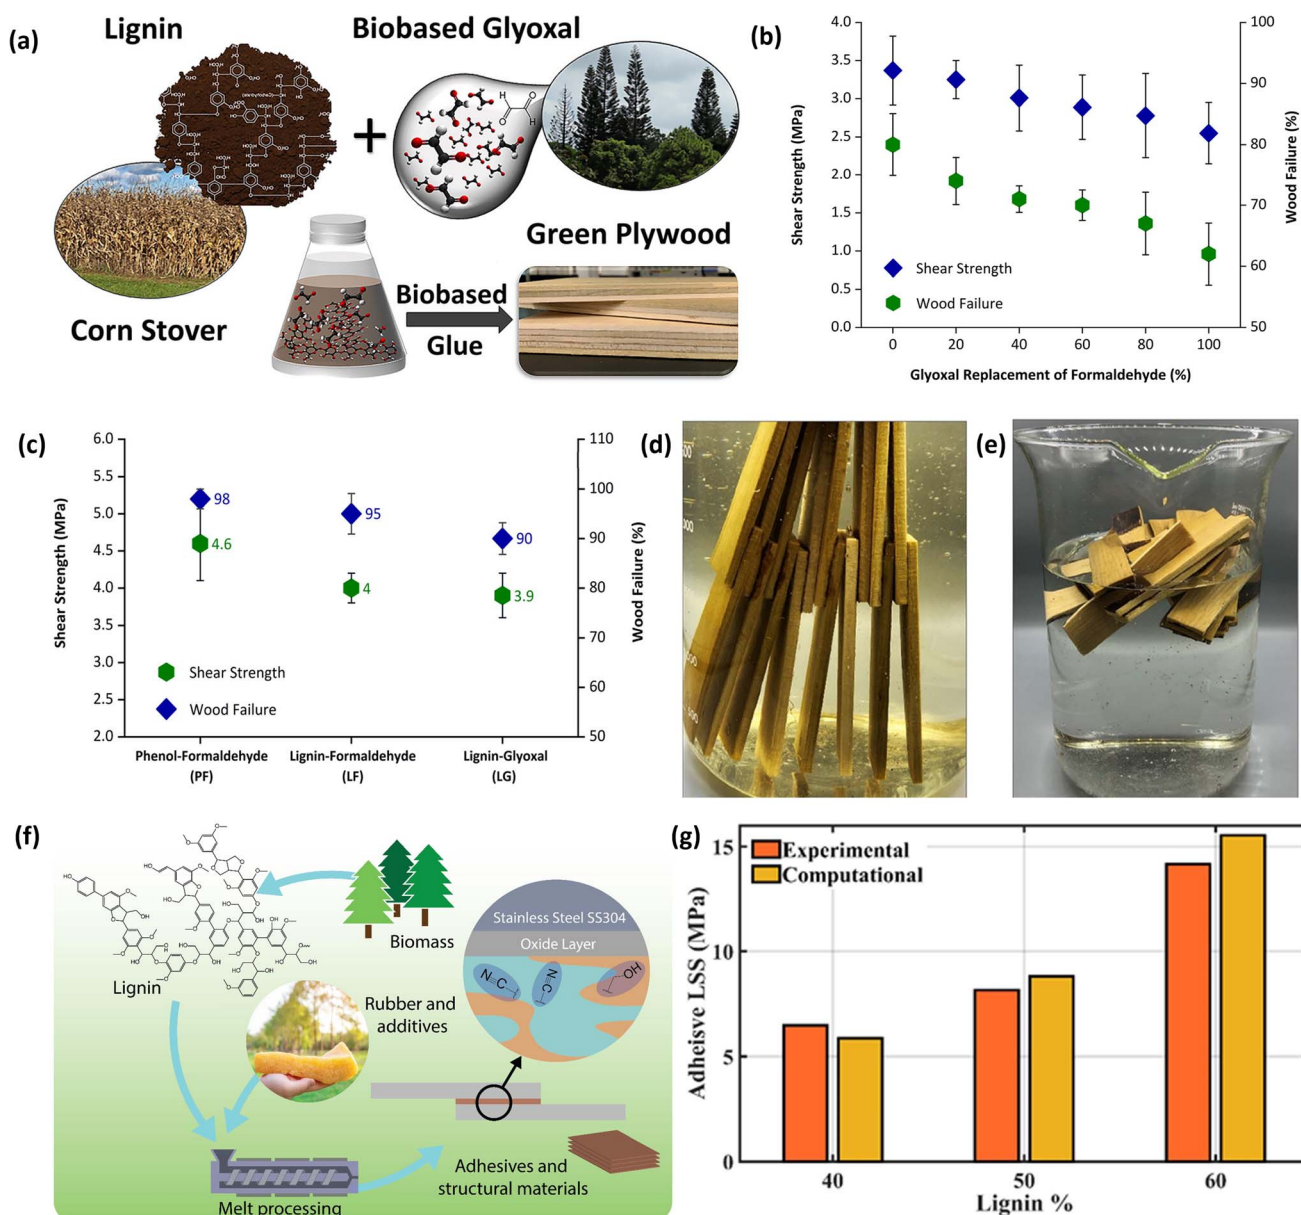 (a)
Lignin
Biobased Glyoxal
H
O
O
H
Corn Stover
Biobased
Glue
Green Plywood
(b)
Shear Strength (MPa)
4.0
3.5
3.0
2.5
2.0
1.5
1.0
0.5
0.0
Shear Strength
Wood Failure
100
90
80
70
60
50
Wood Failure (%)
0 20 40 60 80 100
Glyoxal Replacement of Formaldehyde (%)
(c)
Shear Strength (MPa)
6.0
5.5
5.0
4.5
4.0
3.5
3.0
2.5
2.0
98
4.6
95
4
90
3.9
Shear Strength
Wood Failure
110
100
90
80
70
60
50
Wood Failure (%)
Phenol-Formaldehyde Lignin-Formaldehyde Lignin-Glyoxal
(PF) (LF) (LG)
(d)
(e)
(f)
Lignin
Biomass
Rubber and
additives
Stainless Steel SS304
Oxide Layer
N≡C
N≡C
HO
Melt processing
Adhesives and
structural materials
(g)
Adheisve LSS (MPa)
15
10
5
0
Experimental
Computational
40 50 60
Lignin %